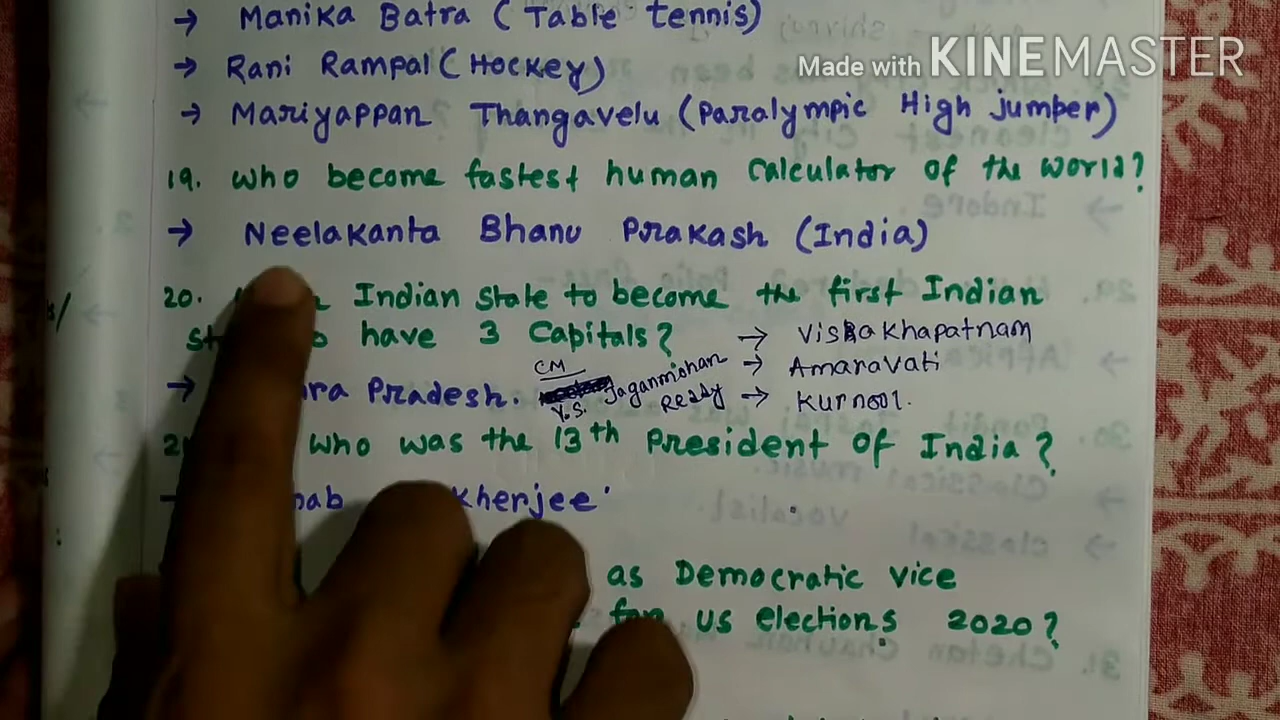 → Manika Batra ( Table tennis)
Made with KINEMASTER
→ Rani Rampal ( Hockey)
→ Mariyappan Thangavelu (Paralympic High jumper)
19. who become fastest human calculator of the world?
→ Neelakanta Bhanu Prakash (India)
20. Indian state to become the first Indian
have 3 Capitals? → Visakhapatnam
CM
→ Pradesh. Y.S. Jaganmohan Reddy → Amaravati
→ Kurnool.
who was the 13th President of India?
as Democratic vice
US elections 2020?